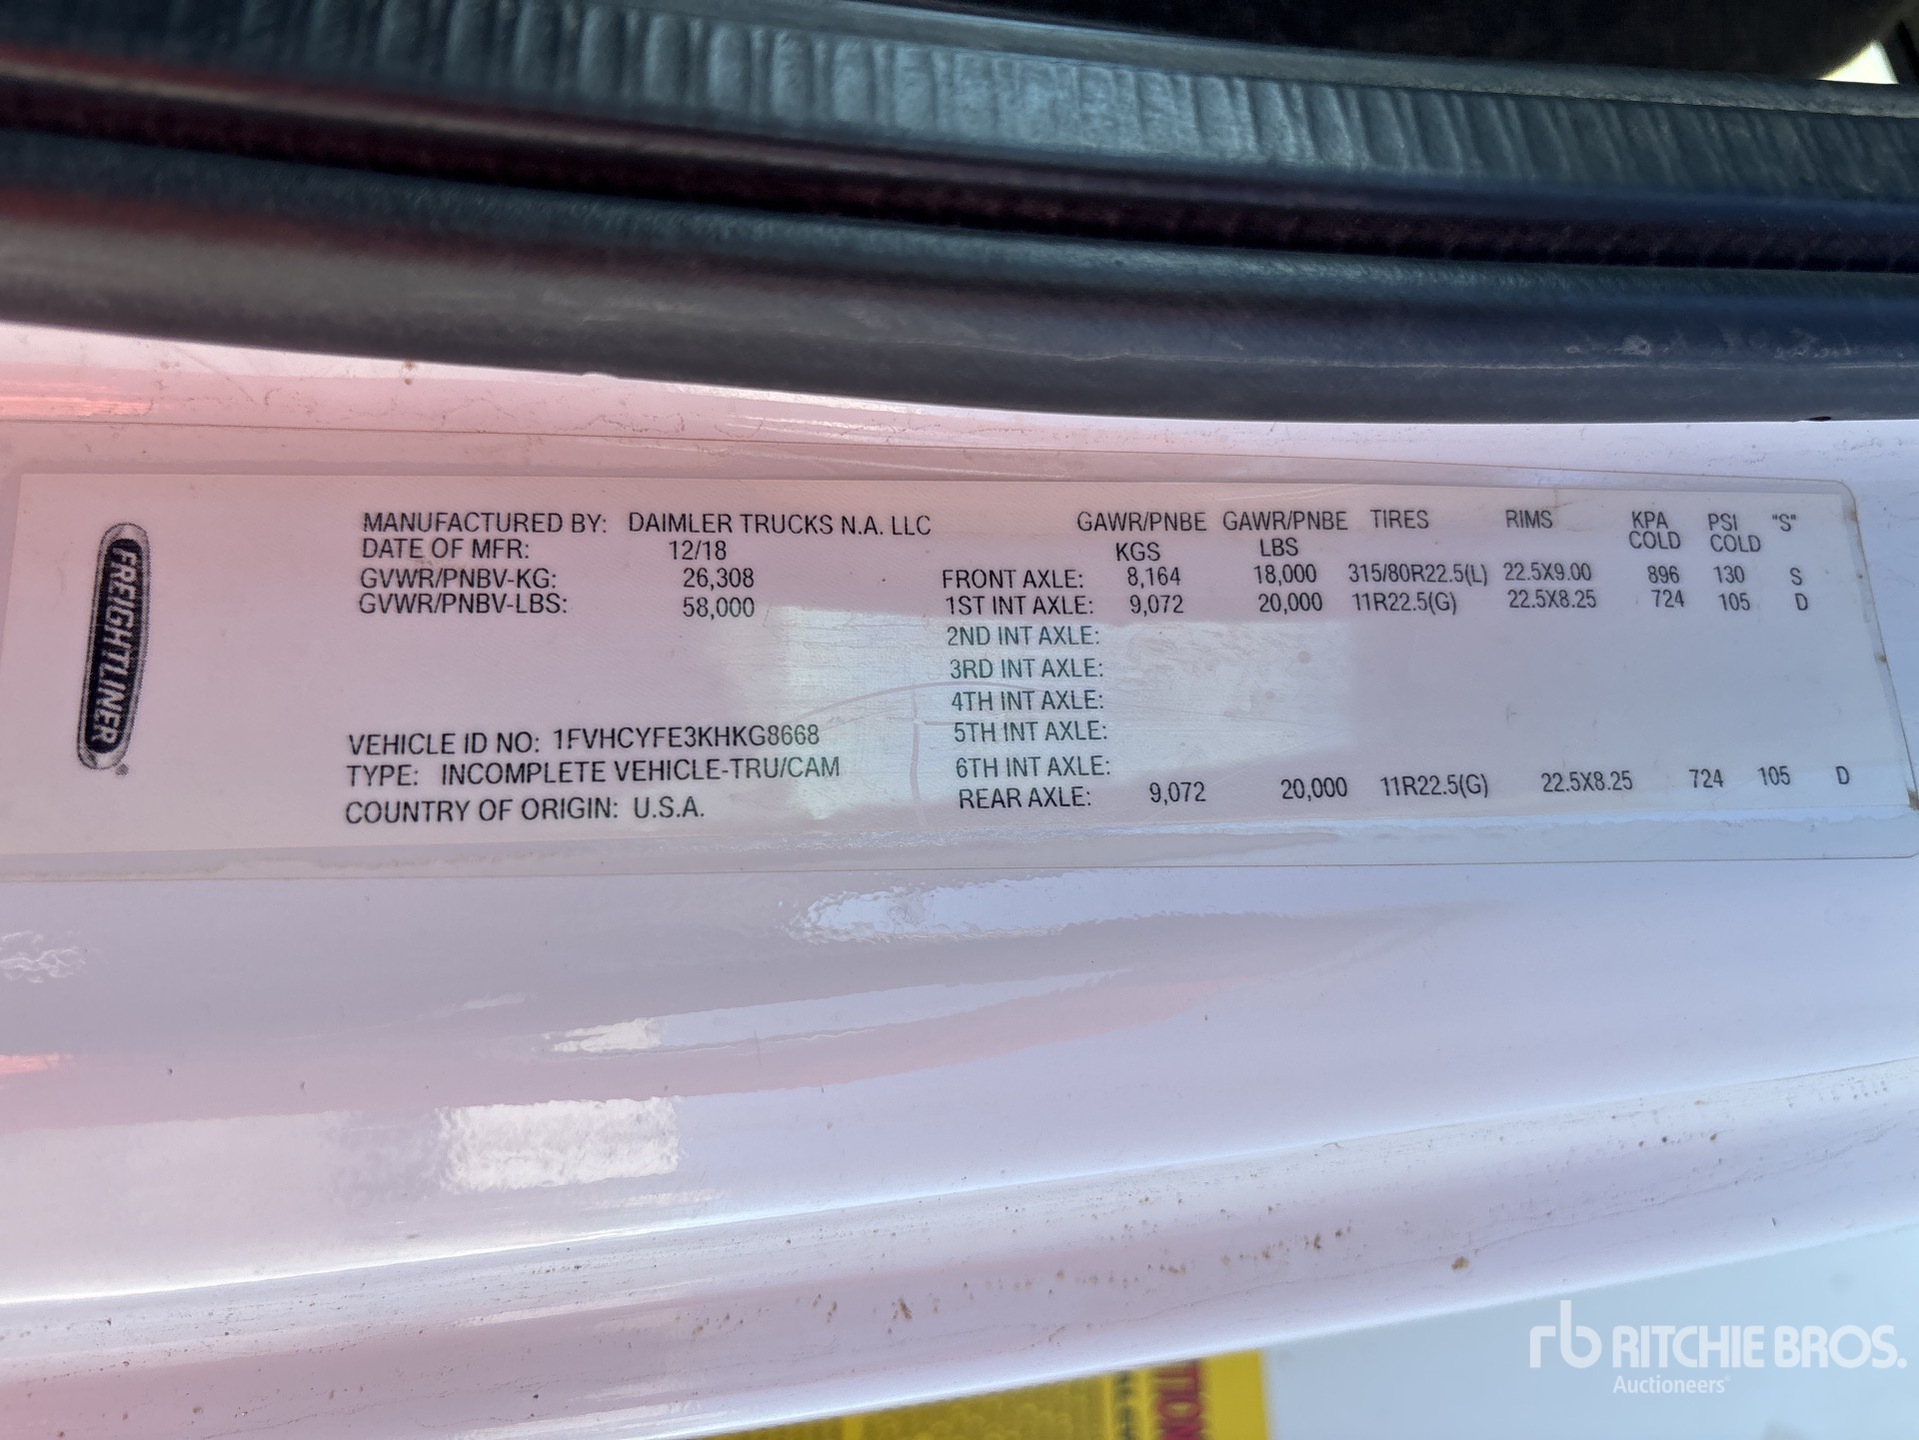 FREIGHTLINER
MANUFACTURED BY: DAIMLER TRUCKS N.A. LLC
DATE OF MFR: 12/18
GVWR/PNBV-KG: 26,308
GVWR/PNBV-LBS: 58,000
VEHICLE ID NO: 1FVHCYFE3KHKG8668
TYPE: INCOMPLETE VEHICLE-TRU/CAM
COUNTRY OF ORIGIN: U.S.A.
GAWR/PNBE GAWR/PNBE TIRES RIMS KPA PSI "S"
KGS LBS COLD COLD
FRONT AXLE: 8,164 18,000 315/80R22.5(L) 22.5X9.00 896 130 S
1ST INT AXLE: 9,072 20,000 11R22.5(G) 22.5X8.25 724 105 D
2ND INT AXLE:
3RD INT AXLE:
4TH INT AXLE:
5TH INT AXLE:
6TH INT AXLE:
REAR AXLE: 9,072 20,000 11R22.5(G) 22.5X8.25 724 105 D
rb RITCHIE BROS.
Auctioneers